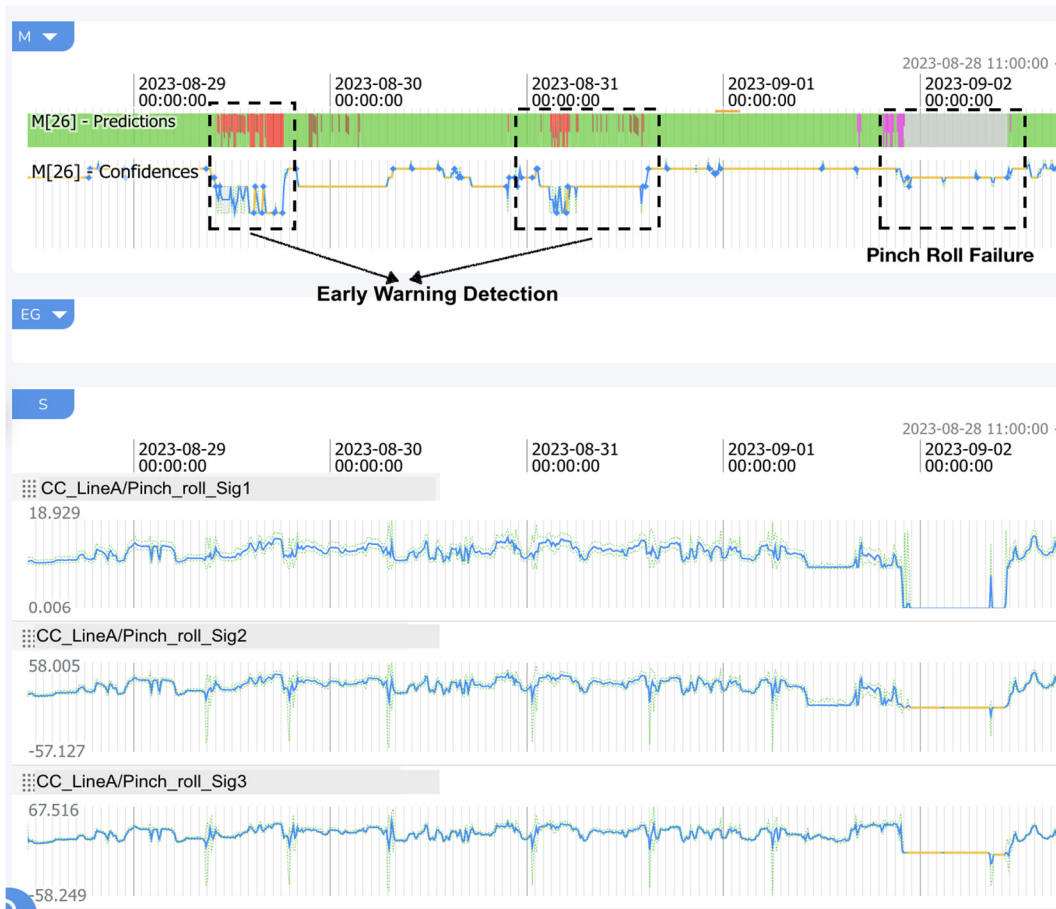 M
2023-08-28 11:00:00 -
2023-08-29 2023-08-30 2023-08-31 2023-09-01 2023-09-02
00:00:00 00:00:00 00:00:00 00:00:00 00:00:00
M[26] - Predictions
M[26] - Confidences
Pinch Roll Failure
Early Warning Detection
EG
S
2023-08-28 11:00:00 -
2023-08-29 2023-08-30 2023-08-31 2023-09-01 2023-09-02
00:00:00 00:00:00 00:00:00 00:00:00 00:00:00
CC_LineA/Pinch_roll_Sig1
18.929
0.006
CC_LineA/Pinch_roll_Sig2
58.005
-57.127
CC_LineA/Pinch_roll_Sig3
67.516
-58.249